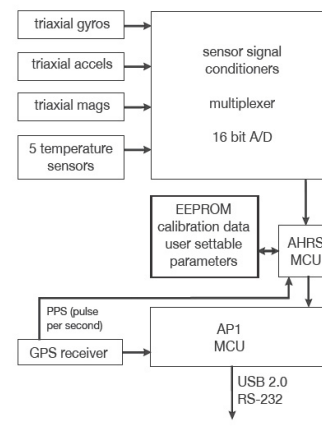 triaxial gyros
triaxial accels
triaxial mags
5 temperature
sensors
sensor signal
conditioners
multiplexer
16 bit A/D
EEPROM
calibration data
user settable
parameters
AHRS
MCU
PPS (pulse
per second)
GPS receiver
AP1
MCU
USB 2.0
RS-232